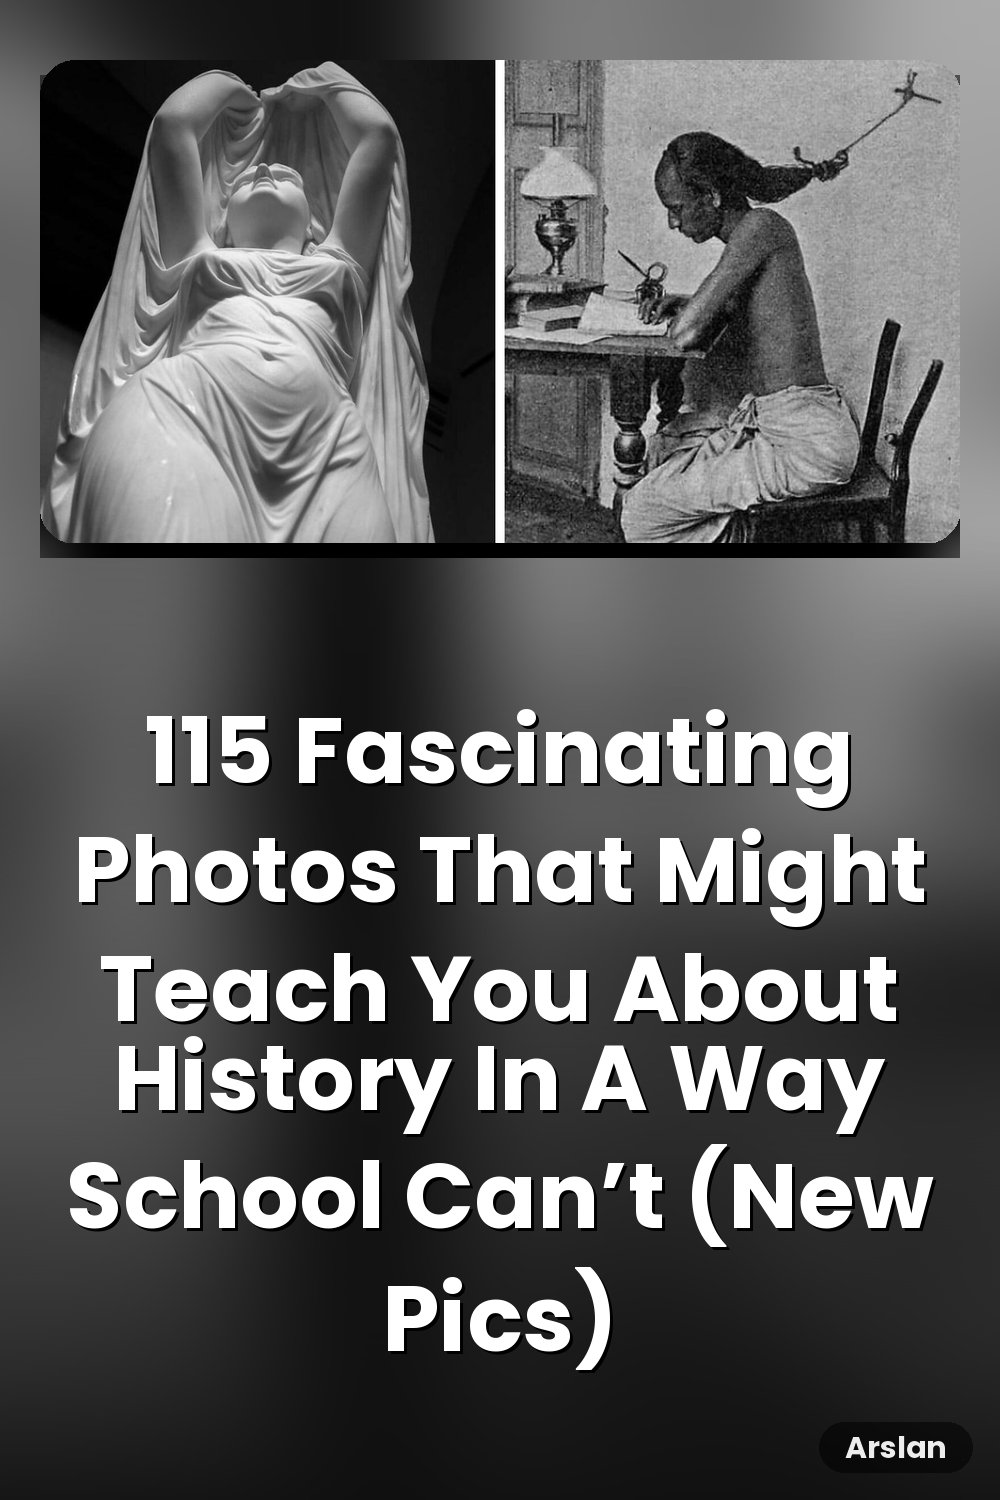 115 Fascinating
Photos That Might
Teach You About
History In A Way
School Can’t (New
Pics)
Arslan